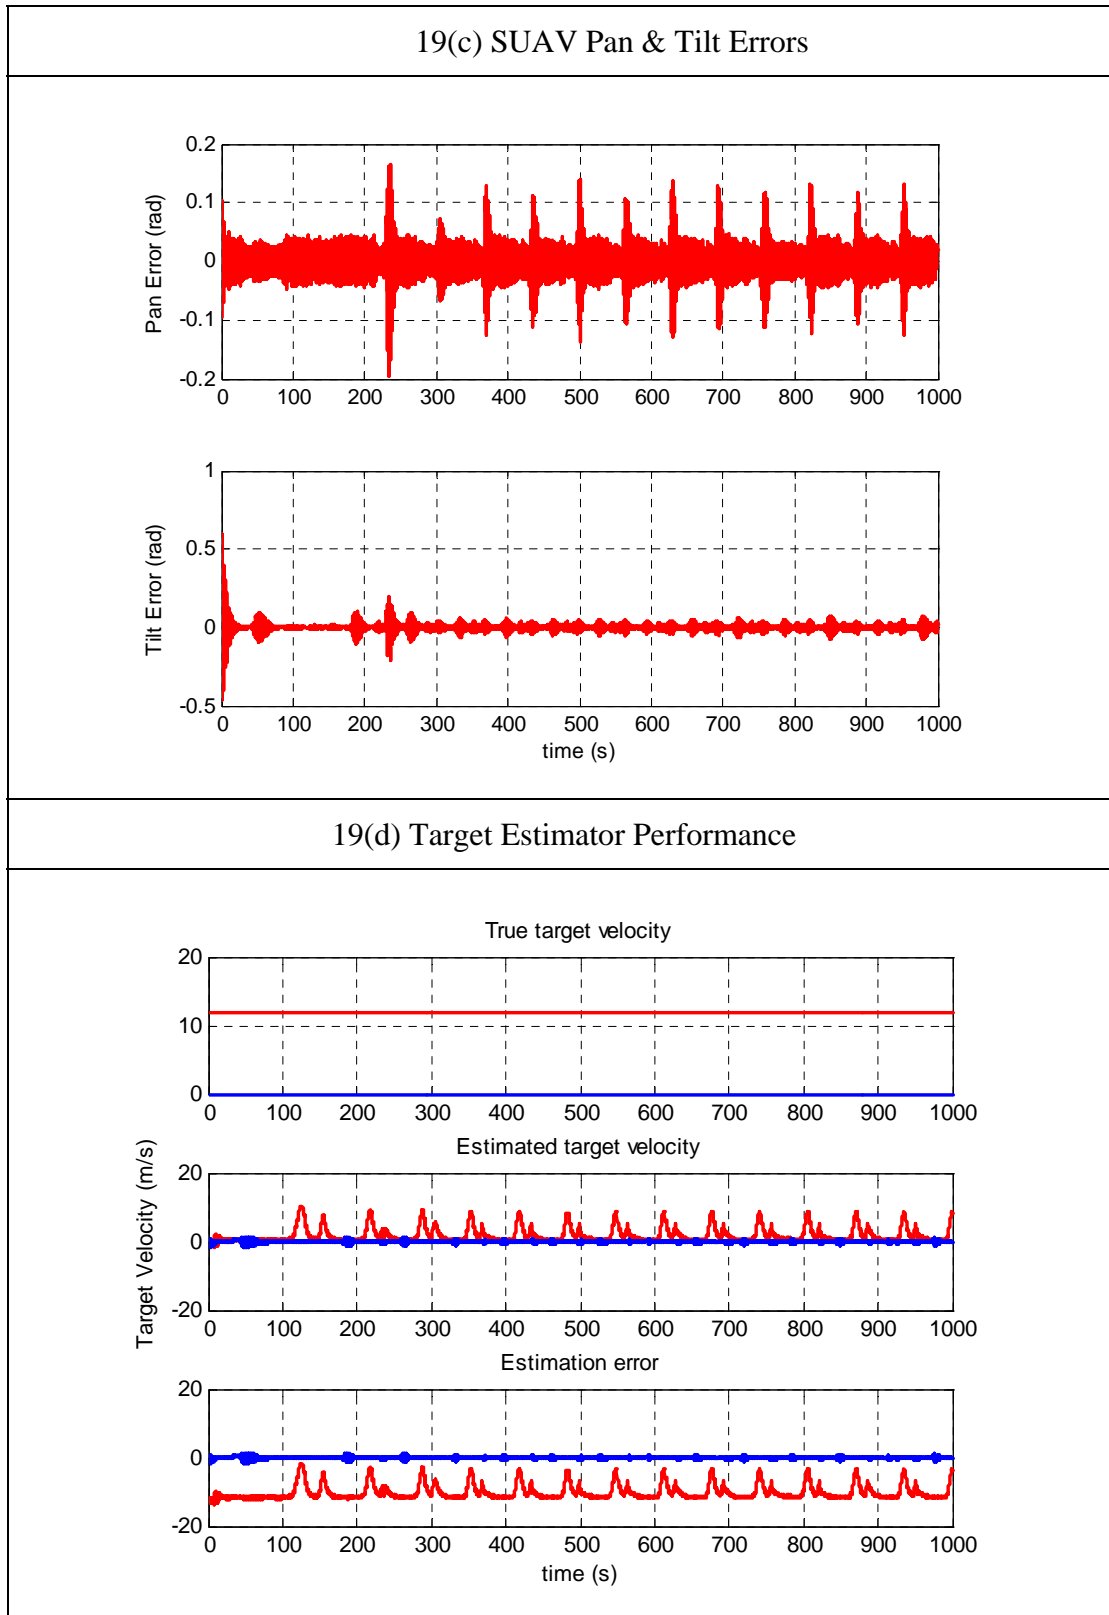 19(c) SUAV Pan & Tilt Errors
0.2
0.1
0
-0.1
-0.2
Pan Error (rad)
0 100 200 300 400 500 600 700 800 900 1000
1
0.5
0
-0.5
Tilt Error (rad)
0 100 200 300 400 500 600 700 800 900 1000
time (s)
19(d) Target Estimator Performance
True target velocity
20
10
0
0 100 200 300 400 500 600 700 800 900 1000
Target Velocity (m/s)
Estimated target velocity
20
0
-20
0 100 200 300 400 500 600 700 800 900 1000
Estimation error
20
0
-20
0 100 200 300 400 500 600 700 800 900 1000
time (s)